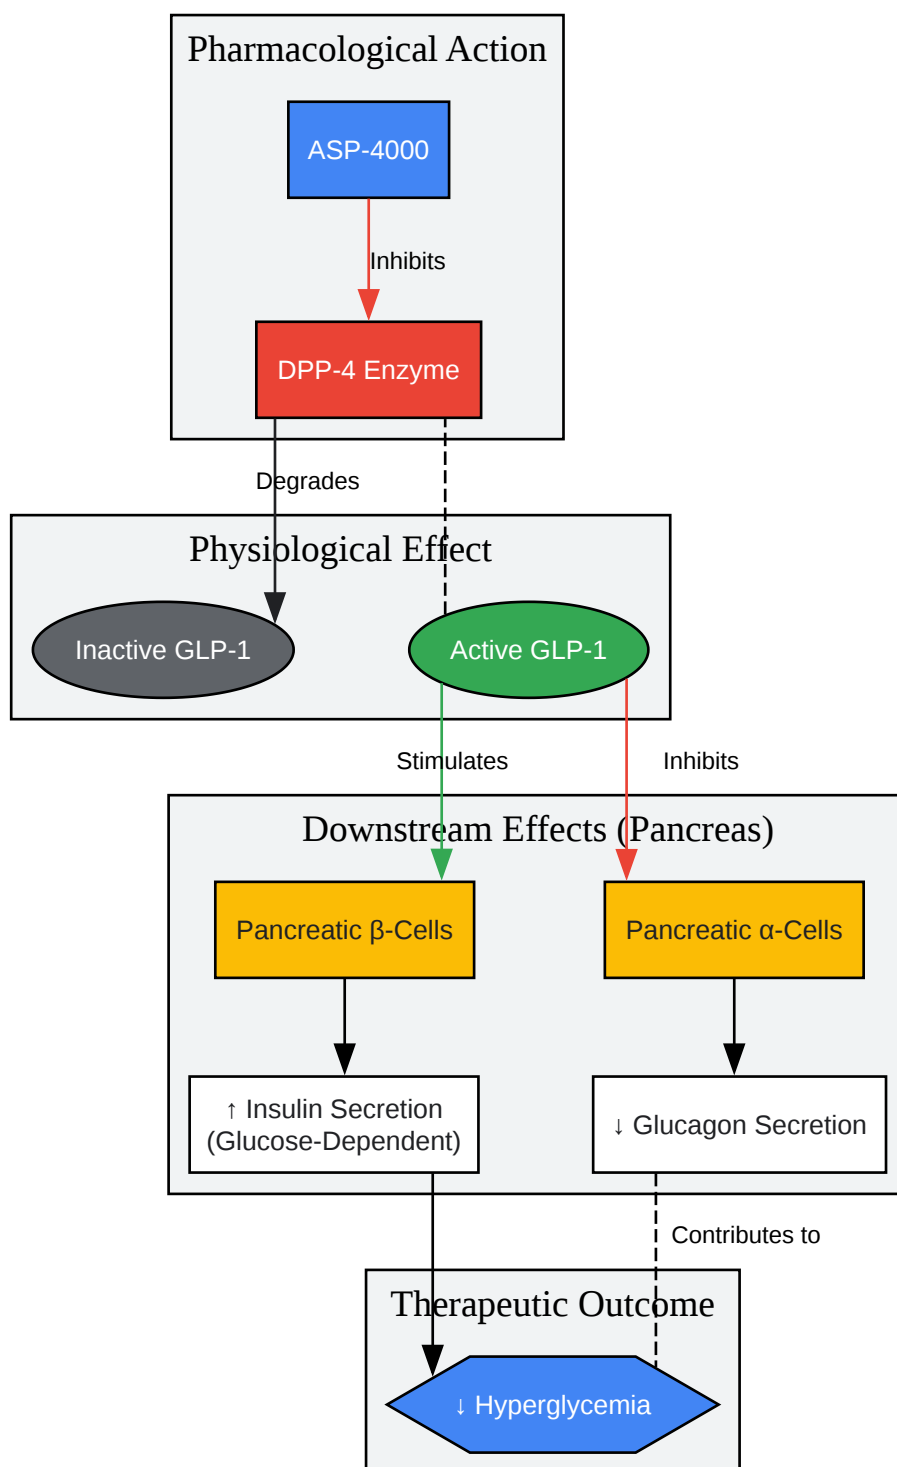 Pharmacological Action
ASP-4000
Inhibits
DPP-4 Enzyme
Degrades
Physiological Effect
Inactive GLP-1
Active GLP-1
Stimulates
Inhibits
Downstream Effects (Pancreas)
Pancreatic β-Cells
Pancreatic α-Cells
↑ Insulin Secretion
(Glucose-Dependent)
↓ Glucagon Secretion
Contributes to
Therapeutic Outcome
↓ Hyperglycemia